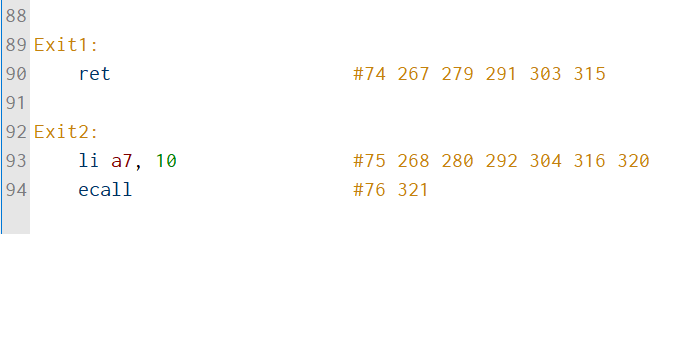 88
89 Exit1:
90 ret #74 267 279 291 303 315
91
92 Exit2:
93 li a7, 10 #75 268 280 292 304 316 320
94 ecall #76 321